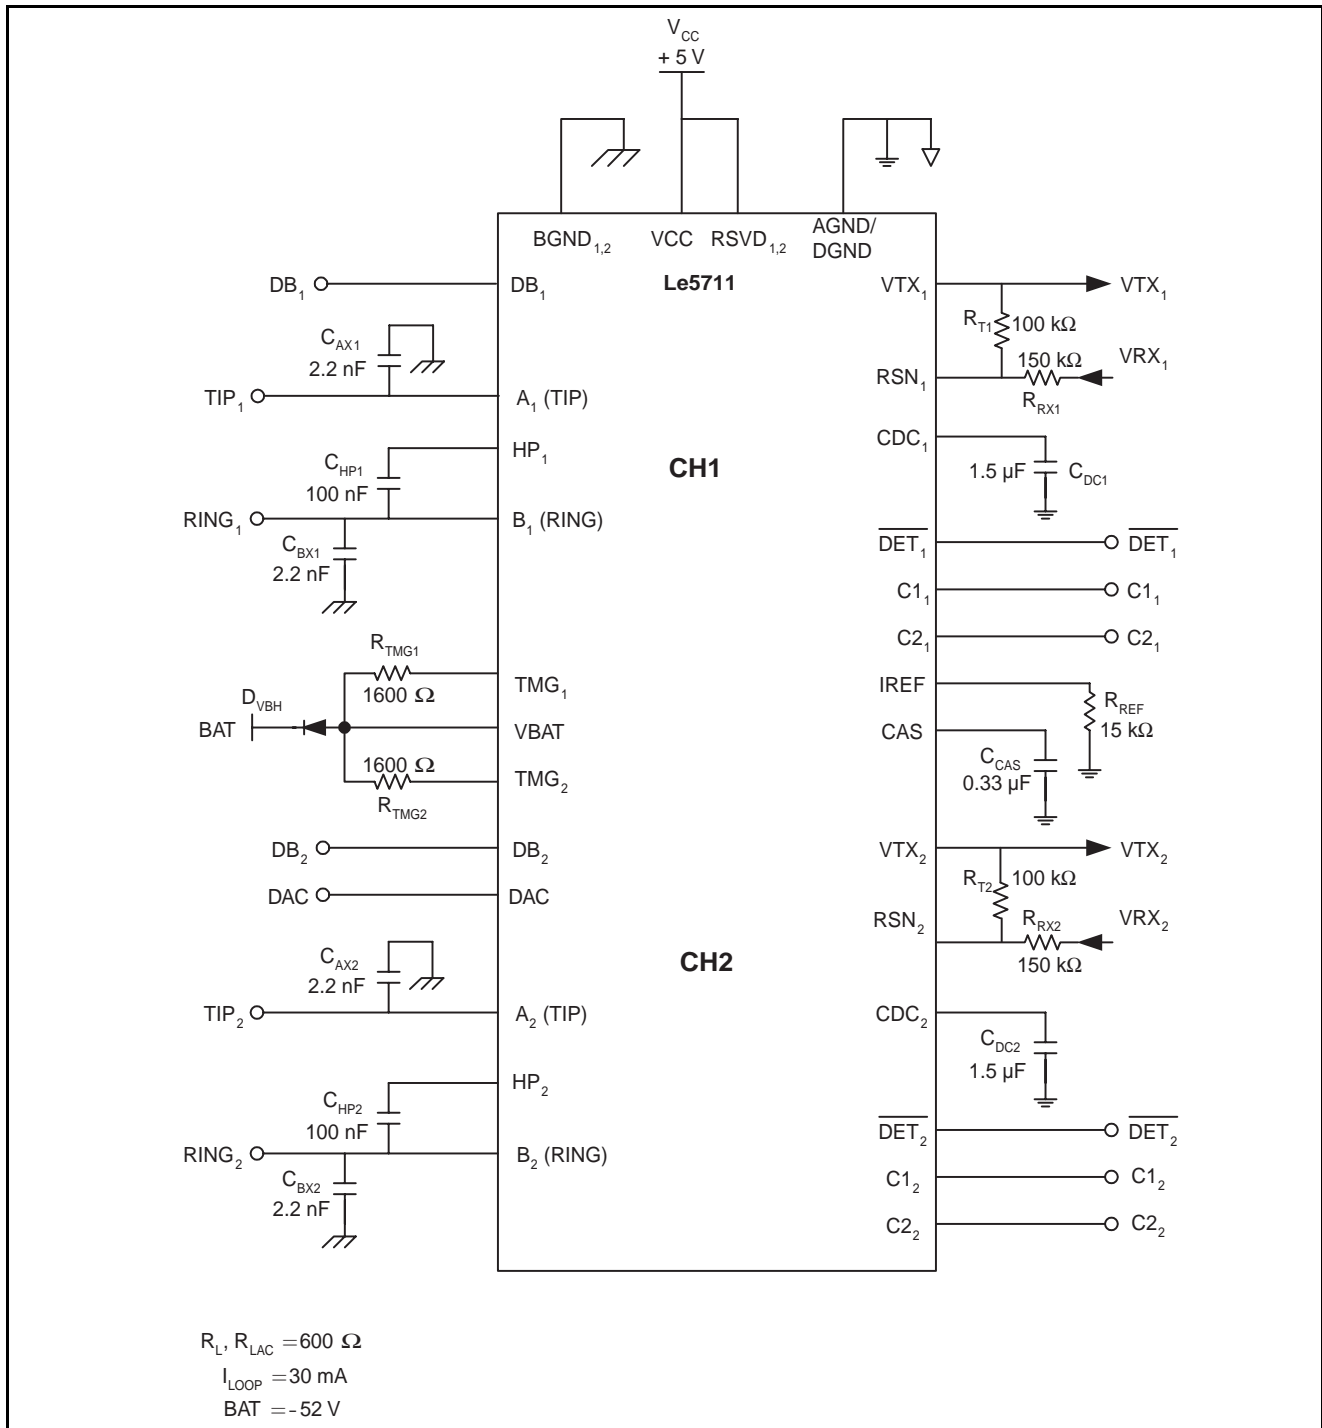 V_CC
+ 5 V
BGND_1,2
VCC
RSVD_1,2
AGND/
DGND
Le5711
DB_1
DB_1
VTX_1
VTX_1
C_AX1
2.2 nF
R_T1
100 kΩ
150 kΩ
VRX_1
RSN_1
R_RX1
TIP_1
A_1 (TIP)
HP_1
CDC_1
CH1
C_HP1
100 nF
1.5 µF
C_DC1
RING_1
B_1 (RING)
C_BX1
2.2 nF
DET_1
DET_1
C1_1
C1_1
C2_1
C2_1
R_TMG1
1600 Ω
TMG_1
IREF
R_REF
15 kΩ
D_VBH
BAT
VBAT
CAS
C_CAS
0.33 µF
1600 Ω
TMG_2
R_TMG2
DB_2
DB_2
VTX_2
VTX_2
R_T2
100 kΩ
DAC
DAC
RSN_2
R_RX2
VRX_2
150 kΩ
C_AX2
2.2 nF
CH2
TIP_2
A_2 (TIP)
CDC_2
C_DC2
1.5 µF
HP_2
C_HP2
100 nF
DET_2
DET_2
RING_2
B_2 (RING)
C_BX2
2.2 nF
C1_2
C1_2
C2_2
C2_2
R_L, R_LAC =600 Ω
I_LOOP =30 mA
BAT =-52 V